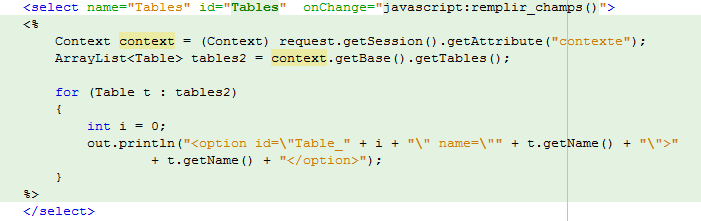 <select name="Tables" id="Tables"  onChange="javascript:remplir_champs()">
<%
    Context context = (Context) request.getSession().getAttribute("contexte");
    ArrayList<Table> tables2 = context.getBase().getTables();

    for (Table t : tables2)
    {
        int i = 0;
        out.println("<option id=\"Table_" + i + "\" name=\"" + t.getName() + "\">"
                + t.getName() + "</option>");
    }
%>
</select>